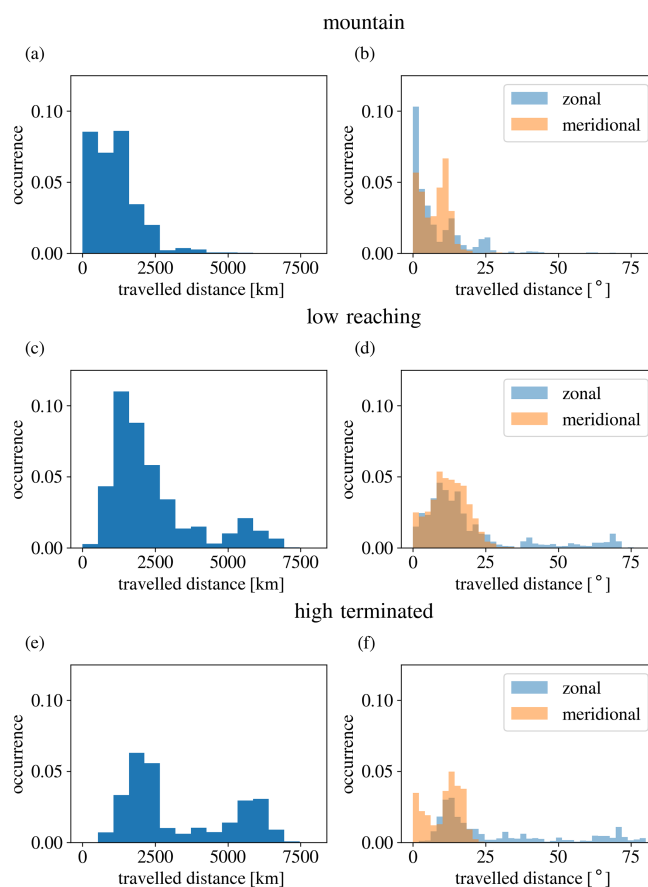 mountain
(a)
(b)
occurrence
0.10
0.05
0.00
0
2500
5000
7500
travelled distance [km]
occurrence
0.10
0.05
0.00
zonal
meridional
0
25
50
75
travelled distance [°]
low reaching
(c)
(d)
occurrence
0.10
0.05
0.00
0
2500
5000
7500
travelled distance [km]
occurrence
0.10
0.05
0.00
zonal
meridional
0
25
50
75
travelled distance [°]
high terminated
(e)
(f)
occurrence
0.10
0.05
0.00
0
2500
5000
7500
travelled distance [km]
occurrence
0.10
0.05
0.00
zonal
meridional
0
25
50
75
travelled distance [°]